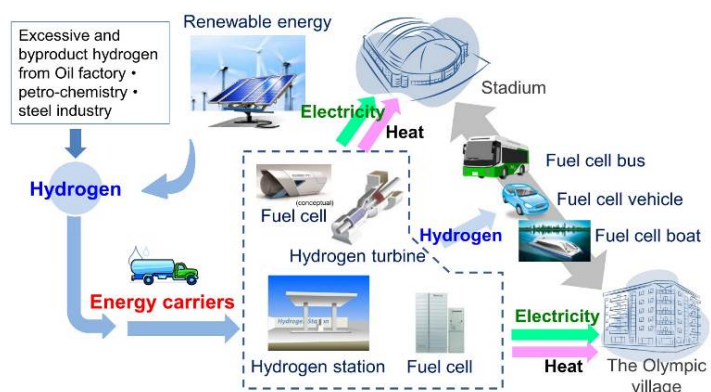 Excessive and
byproduct hydrogen
from Oil factory・
petro-chemistry・
steel industry
Renewable energy
Stadium
Electricity
Heat
Hydrogen
Fuel cell
(conceptual)
Hydrogen turbine
Hydrogen
Fuel cell bus
Fuel cell vehicle
Fuel cell boat
Energy carriers
Hydrogen station
Fuel cell
Electricity
Heat
The Olympic
village